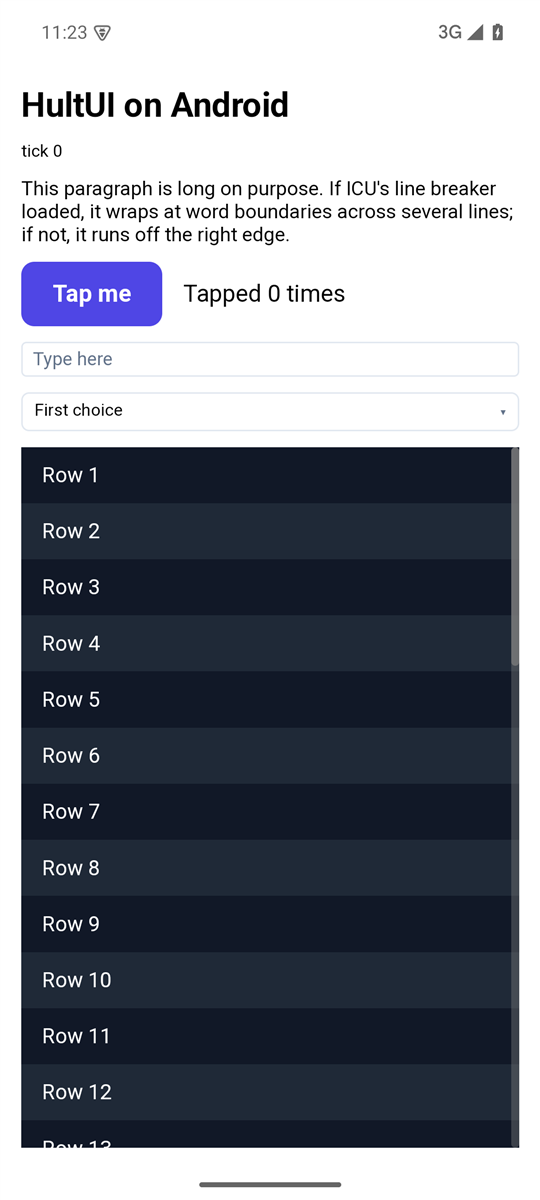 11:23
3G
HultUI on Android
tick 0
This paragraph is long on purpose. If ICU's line breaker
loaded, it wraps at word boundaries across several lines;
if not, it runs off the right edge.
Tap me
Tapped 0 times
Type here
First choice
Row 1
Row 2
Row 3
Row 4
Row 5
Row 6
Row 7
Row 8
Row 9
Row 10
Row 11
Row 12
Row 13